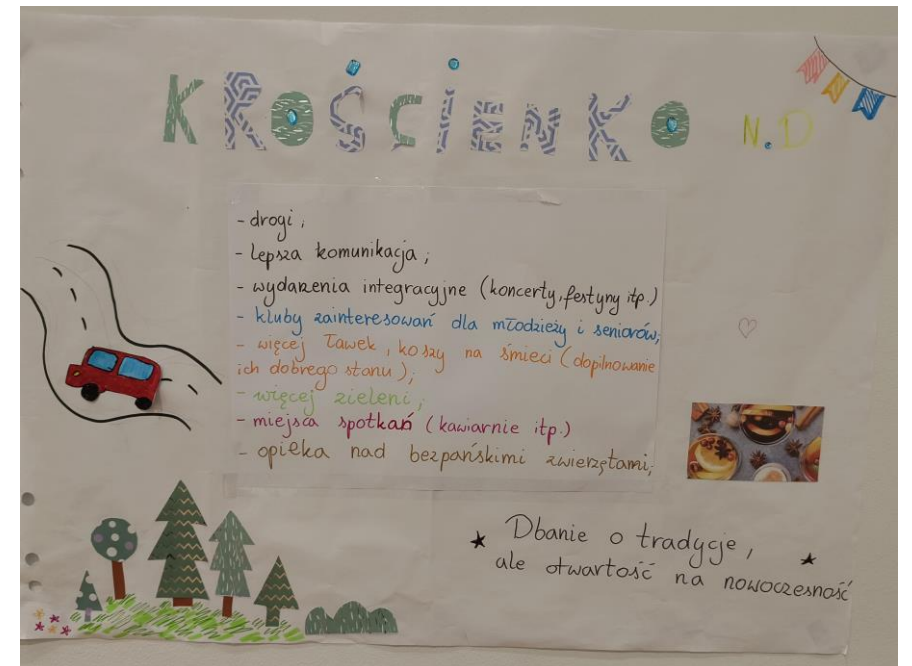 KROŚCIENKO N.D
- drogi,
- lepsza komunikacja;
- wydarzenia integracyjne (koncerty, festyny itp.)
- kluby zainteresowań dla młodzieży i seniorów;
- więcej ławek, koszy na śmieci (dopilnowanie
ich dobrego stanu);
- więcej zieleni;
- miejsca spotkań (kawiarnie itp.)
- opieka nad bezpańskimi zwierzętami;
Dbanie o tradycje,
ale otwartość na nowoczesność